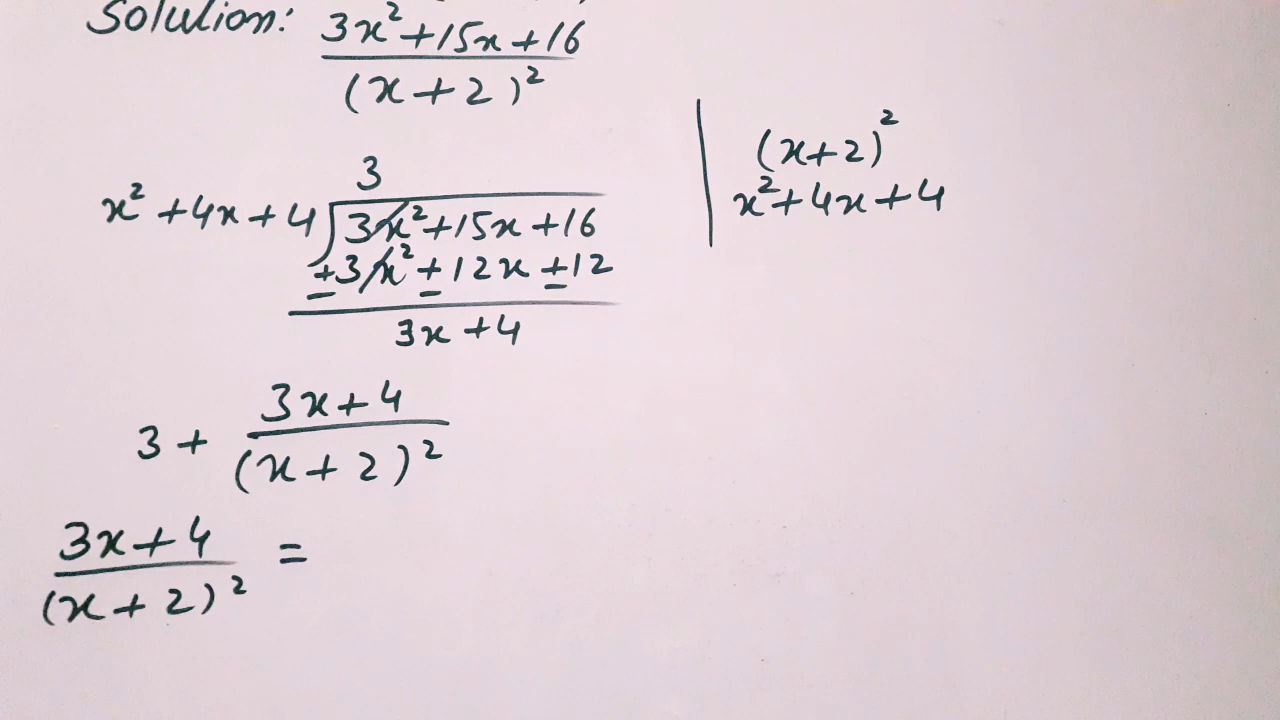 Solution: 3x²+15x+16
(x+2)²
(x+2)²
x²+4x+4
3
x²+4x+4 3x²+15x+16
+3x²+12x+12
- - -
3x+4
3+ 3x+4
(x+2)²
3x+4 =
(x+2)²